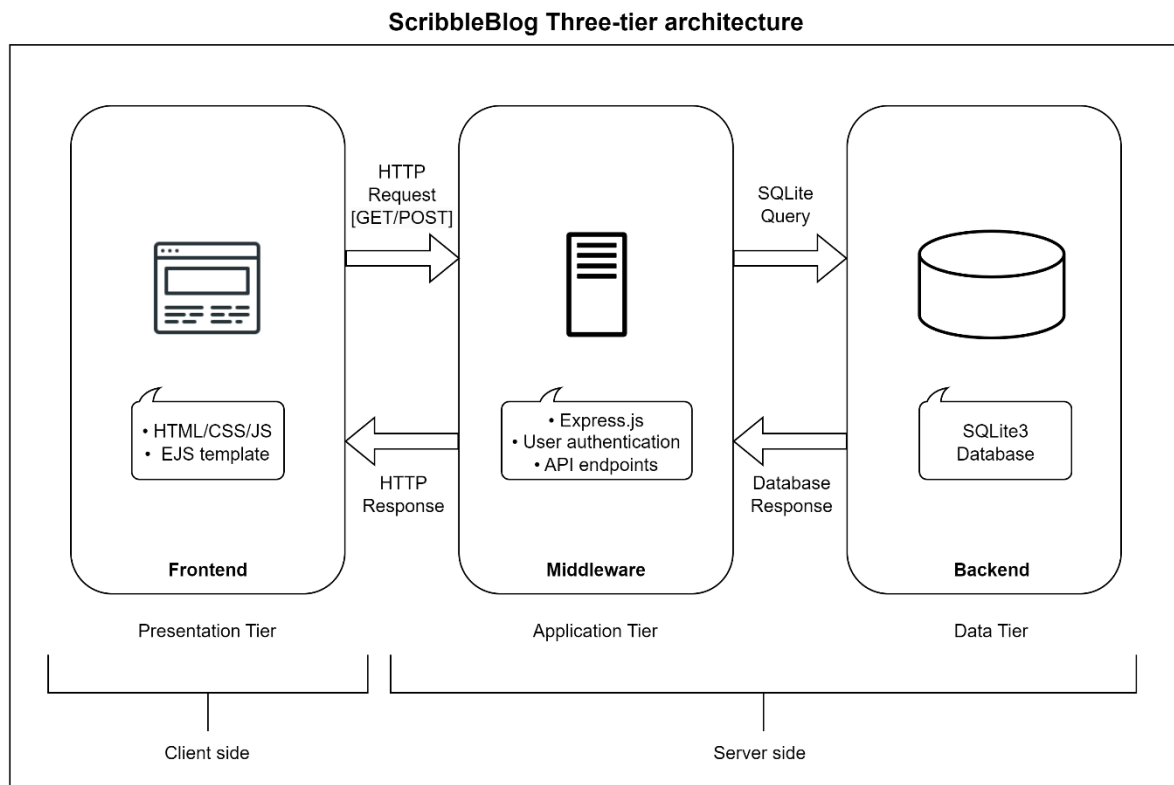 ScribbleBlog Three-tier architecture
HTTP
Request
[GET/POST]
SQLite
Query
• HTML/CSS/JS
• EJS template
• Express.js
• User authentication
• API endpoints
SQLite3
Database
HTTP
Response
Database
Response
Frontend
Middleware
Backend
Presentation Tier
Application Tier
Data Tier
Client side
Server side